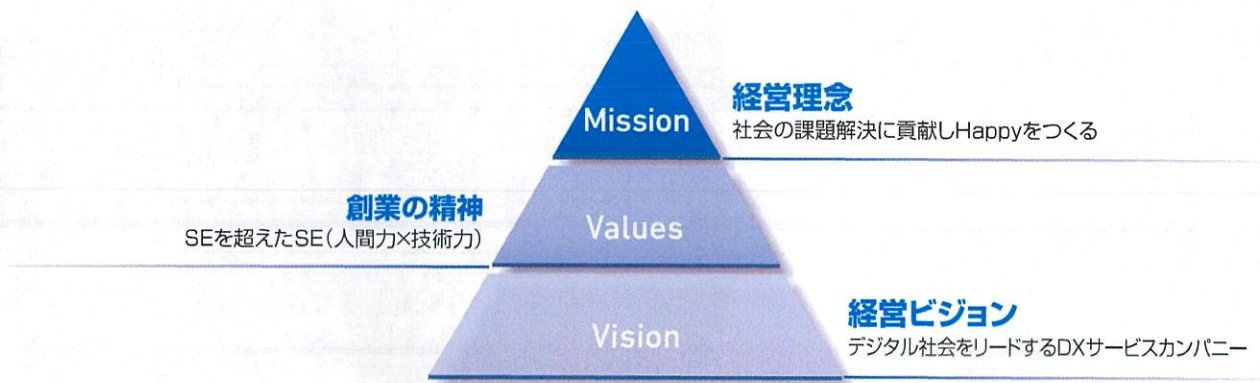 Mission
経営理念
社会の課題解決に貢献しHappyをつくる
創業の精神
SEを超えたSE(人間力×技術力)
Values
経営ビジョン
デジタル社会をリードするDXサービスカンパニー
Vision